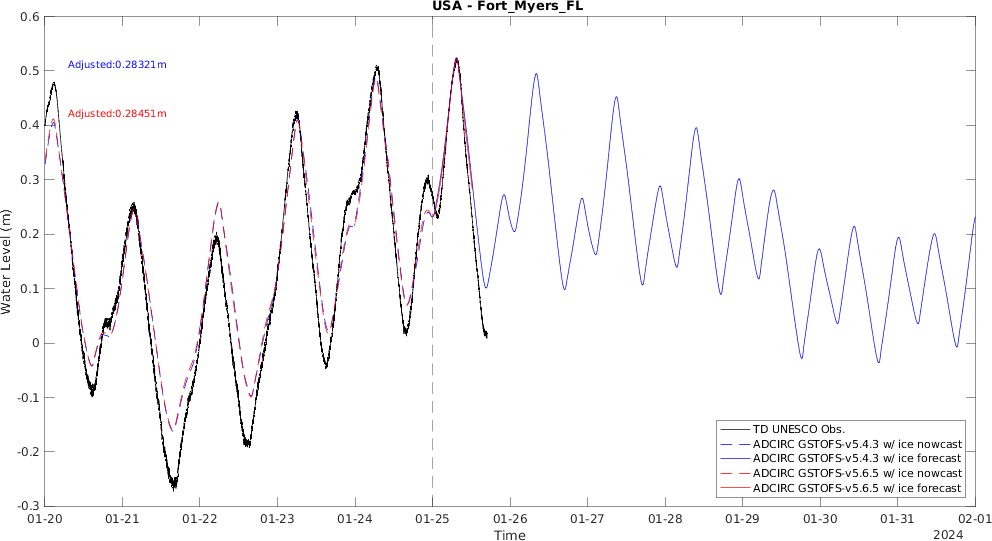 USA - Fort_Myers_FL
0.6
0.5
0.4
0.3
0.2
0.1
0
-0.1
-0.2
-0.3
Water Level (m)
Adjusted:0.28321m
Adjusted:0.28451m
TD UNESCO Obs.
ADCIRC GSTOFS-v5.4.3 w/ ice nowcast
ADCIRC GSTOFS-v5.4.3 w/ ice forecast
ADCIRC GSTOFS-v5.6.5 w/ ice nowcast
ADCIRC GSTOFS-v5.6.5 w/ ice forecast
01-20 01-21 01-22 01-23 01-24 01-25 01-26 01-27 01-28 01-29 01-30 01-31 02-01
Time
2024